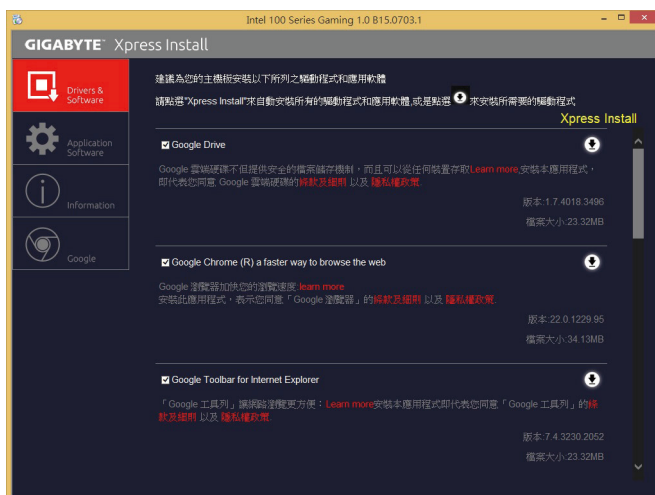 Intel 100 Series Gaming 1.0 B15.0703.1
GIGABYTE™ Xpress Install
Drivers &
Software
Application
Software
Information
Google
建議為您的主機板安裝以下所列之驅動程式和應用軟體
請點選"Xpress Install"來自動安裝所有的驅動程式和應用軟體,或是點選 來安裝所需要的驅動程式
Xpress Install
Google Drive
Google 雲端硬碟不但提供安全的檔案儲存機制，而且可以從任何裝置存取Learn more,安裝本應用程式，
即代表您同意 Google 雲端硬碟的條款及細則 以及 隱私權政策.
版本:1.7.4018.3496
檔案大小:23.32MB
Google Chrome (R) a faster way to browse the web
Google 瀏覽器加快您的瀏覽速度.learn more
安裝此應用程式，表示您同意「Google 瀏覽器」的條款及細則 以及 隱私權政策.
版本:22.0.1229.95
檔案大小:34.13MB
Google Toolbar for Internet Explorer
「Google 工具列」讓網路瀏覽更方便：Learn more安裝本應用程式即代表您同意「Google 工具列」的條
款及細則 以及 隱私權政策.
版本:7.4.3230.2052
檔案大小:23.32MB